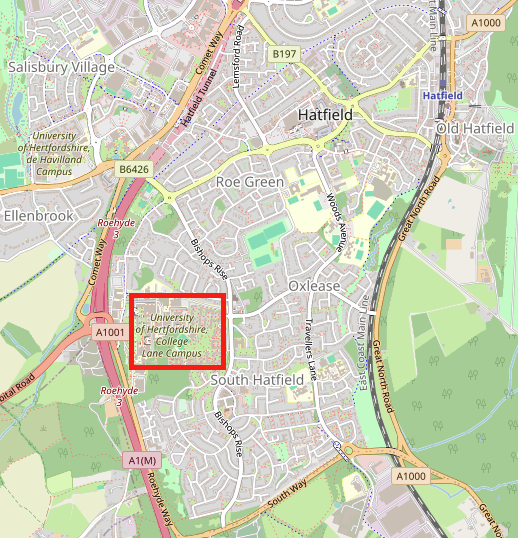 A1000
East Main Line
Comet Way
Lemsford Road
B197
Salisbury Village
Hatfield Tunnel
Hatfield
Hatfield
Old Hatfield
University
of Hertfordshire,
de Havilland
Campus
B6426
Roe Green
Ellenbrook
Woods Avenue
Great North Road
Roehyde
3
Comet Way
Bishops Rise
Oxlease
University
of Hertfordshire,
College
Lane Campus
A1001
East Coast Main Line
Travellers Lane
Great North Road
oital Road
Roehyde
3
South Hatfield
Bishops Rise
A1(M)
Roehyde Way
South Way
A1000
Great North